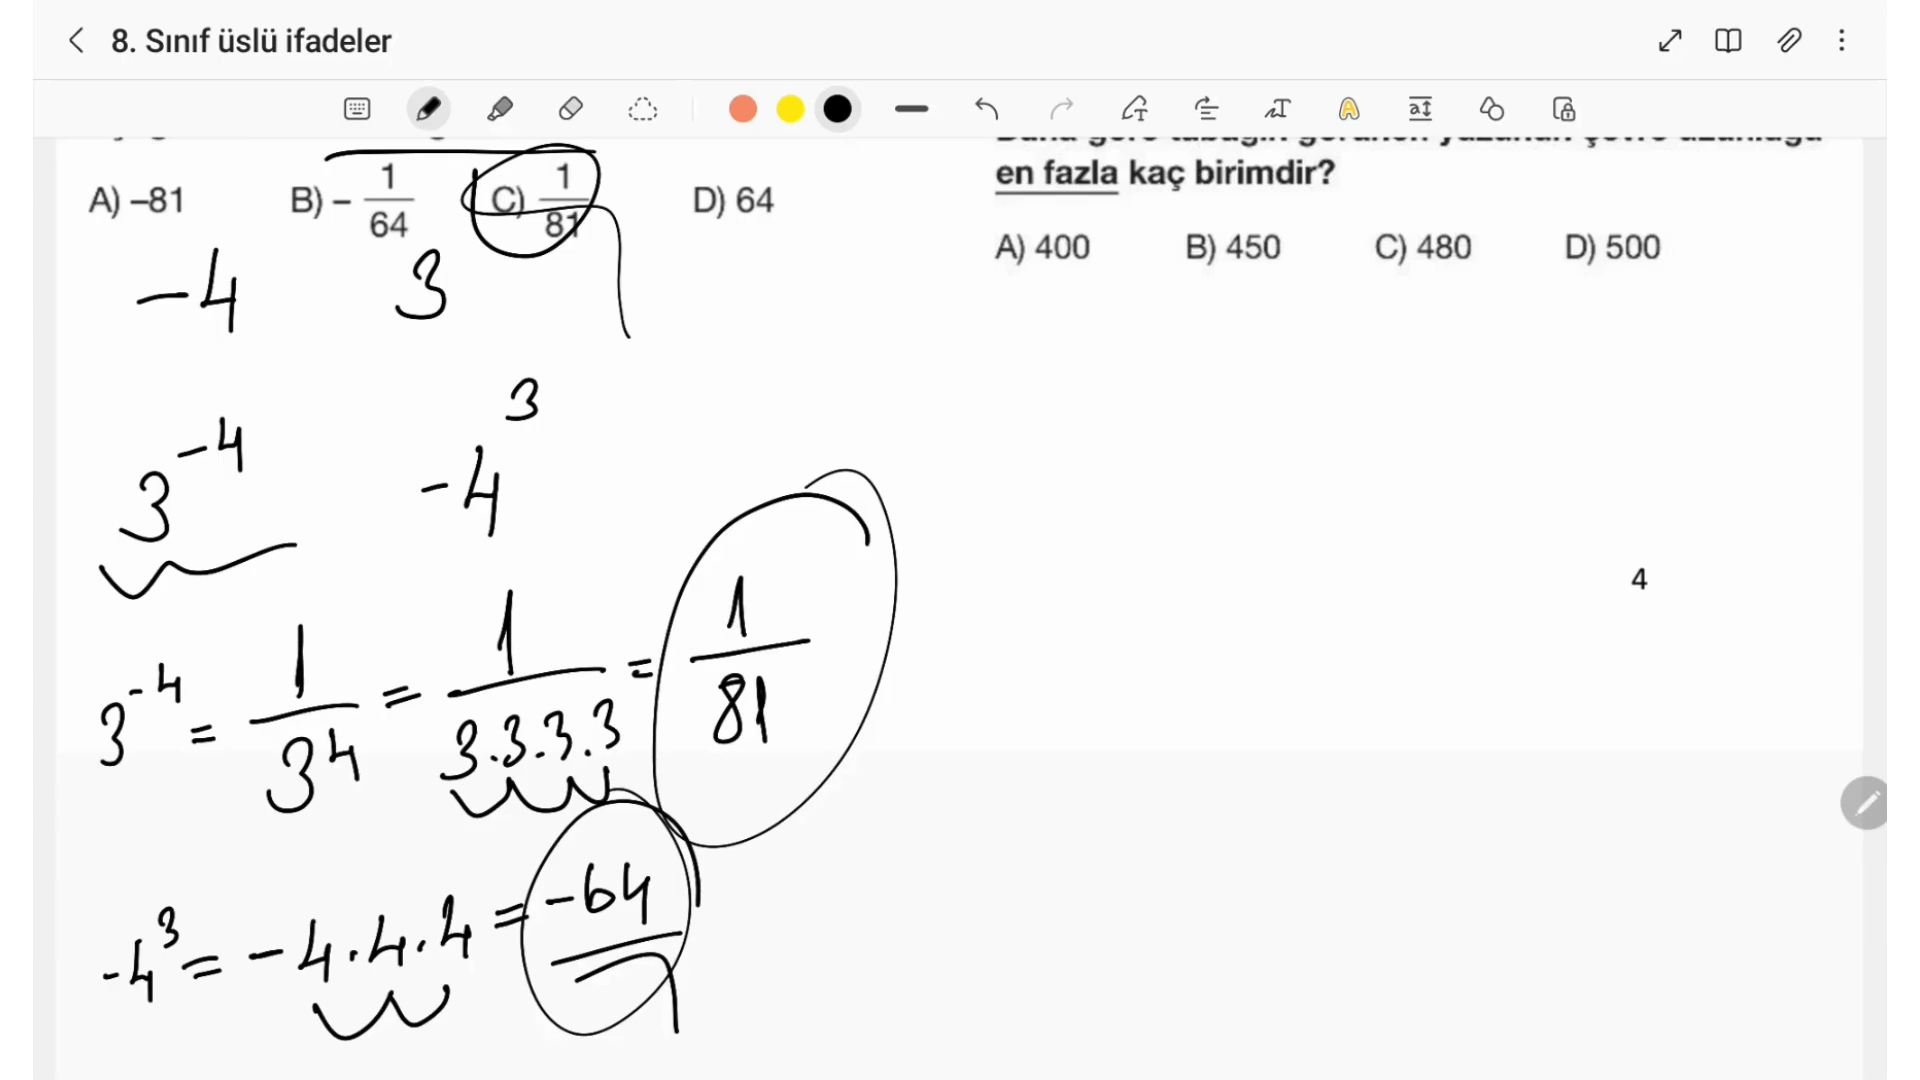 8. Sınıf üslü ifadeler
A) –81 B) – 1/64 C) 1/81 D) 64
-4 3
3^-4 -4^3
3^-4 = 1/3^4 = 1/3.3.3.3 = 1/81
-4^3 = -4.4.4 = -64
en fazla kaç birimdir?
A) 400 B) 450 C) 480 D) 500
4